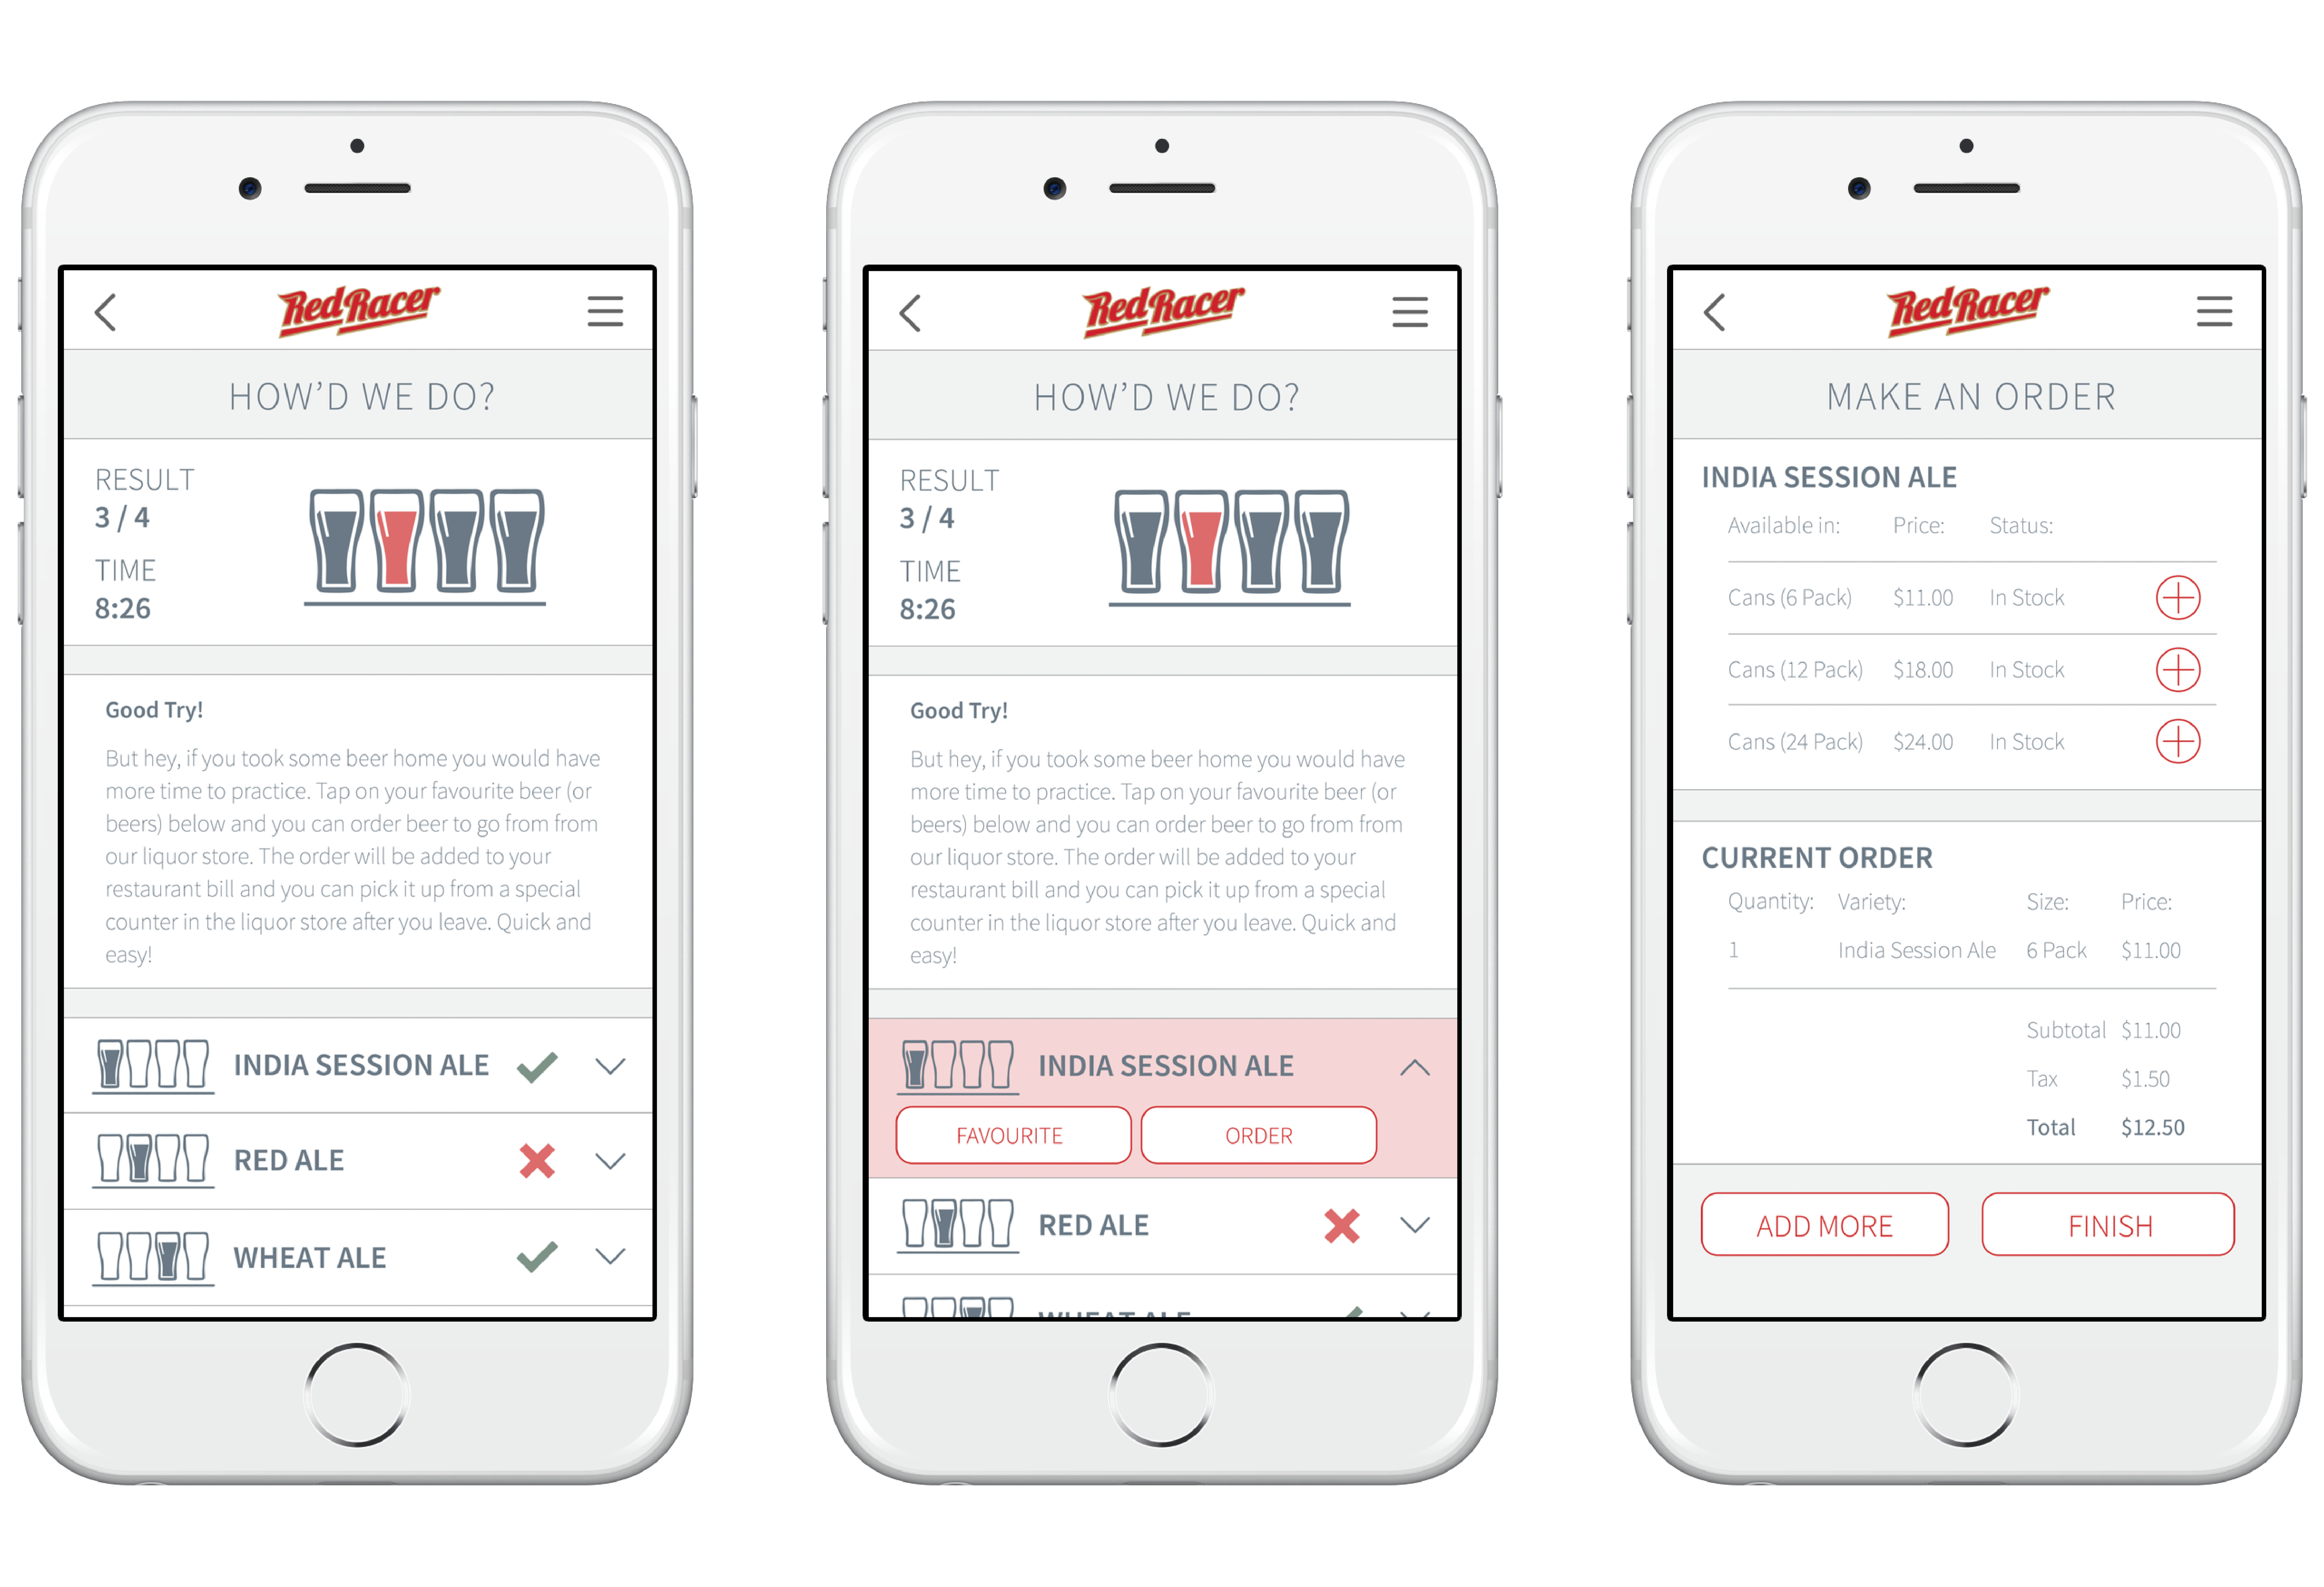 Red Racer
HOW’D WE DO?
RESULT
3 / 4
TIME
8:26
Good Try!
But hey, if you took some beer home you would have
more time to practice. Tap on your favourite beer (or
beers) below and you can order beer to go from from
our liquor store. The order will be added to your
restaurant bill and you can pick it up from a special
counter in the liquor store after you leave. Quick and
easy!
INDIA SESSION ALE
RED ALE
WHEAT ALE
Red Racer
HOW’D WE DO?
RESULT
3 / 4
TIME
8:26
Good Try!
But hey, if you took some beer home you would have
more time to practice. Tap on your favourite beer (or
beers) below and you can order beer to go from from
our liquor store. The order will be added to your
restaurant bill and you can pick it up from a special
counter in the liquor store after you leave. Quick and
easy!
INDIA SESSION ALE
FAVOURITE ORDER
RED ALE
WHEAT ALE
Red Racer
MAKE AN ORDER
INDIA SESSION ALE
Available in: Price: Status:
Cans (6 Pack) $11.00 In Stock
Cans (12 Pack) $18.00 In Stock
Cans (24 Pack) $24.00 In Stock
CURRENT ORDER
Quantity: Variety: Size: Price:
1 India Session Ale 6 Pack $11.00
Subtotal $11.00
Tax $1.50
Total $12.50
ADD MORE FINISH